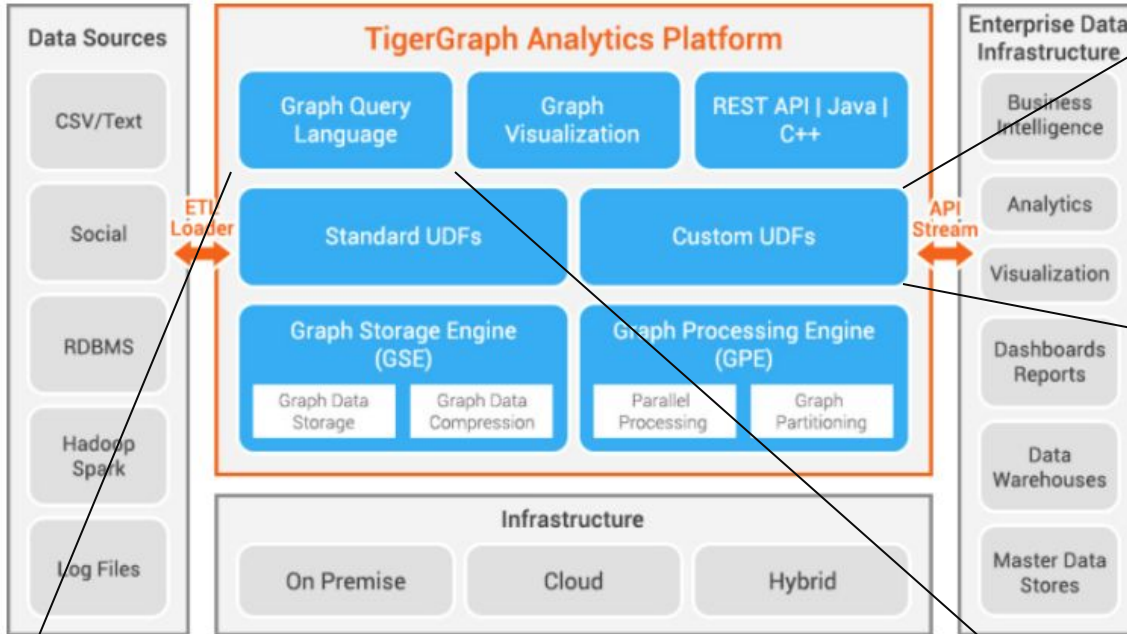 Data Sources
CSV/Text
Social
RDBMS
Hadoop
Spark
Log Files
ETL
Loader
TigerGraph Analytics Platform
Graph Query
Language
Graph
Visualization
REST API | Java |
C++
Standard UDFs
Custom UDFs
Graph Storage Engine
(GSE)
Graph Data
Storage
Graph Data
Compression
Graph Processing Engine
(GPE)
Parallel
Processing
Graph
Partitioning
Infrastructure
On Premise
Cloud
Hybrid
API
Stream
Enterprise Data
Infrastructure
Business
Intelligence
Analytics
Visualization
Dashboards
Reports
Data
Warehouses
Master Data
Stores